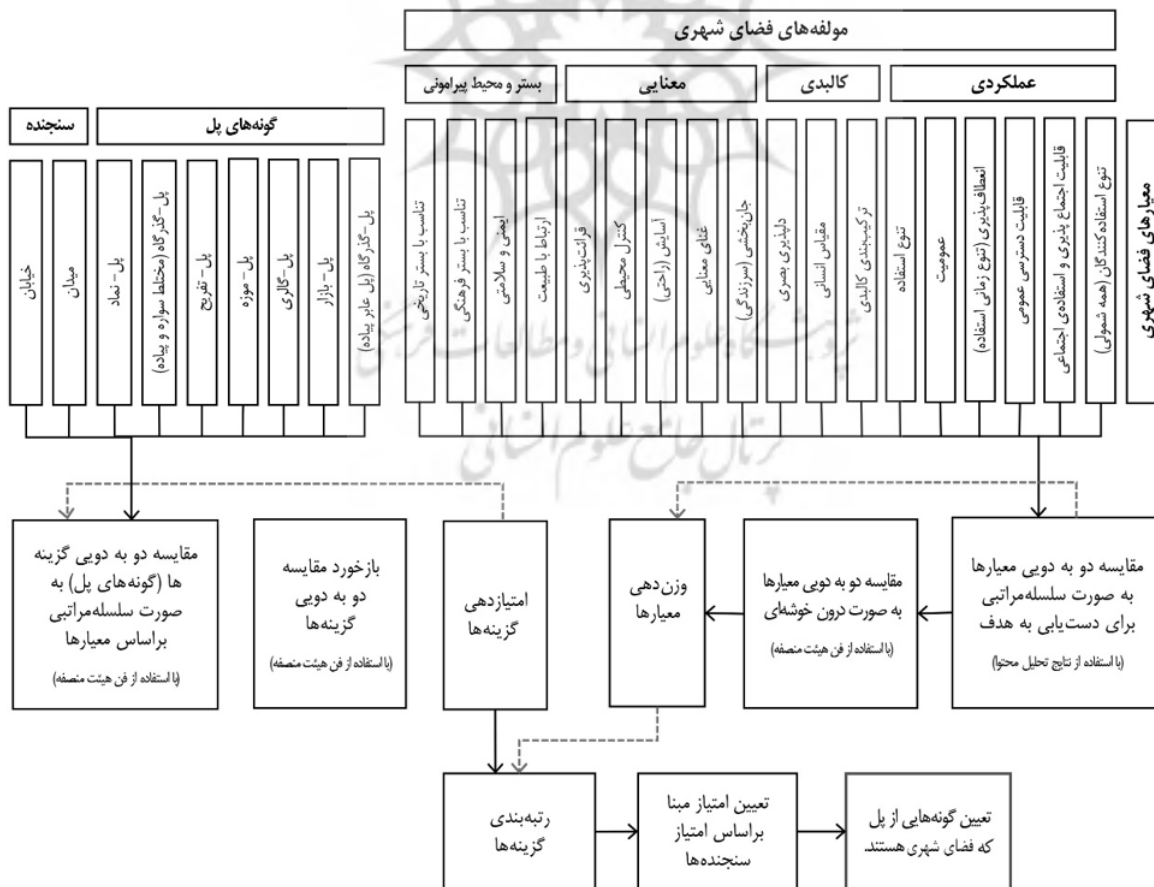 مولفه‌های فضای شهری
عملکردی
کالبدی
معنایی
بستر و محیط پیرامونی
گونه‌های پل
سنجنده
معیارهای فضای شهری
تنوع استفاده‌کنندگان (همه شمولی)
قابلیت اجتماع پذیری و استفاده‌ی اجتماعی
قابلیت دسترسی عمومی
انعطاف‌پذیری (تنوع زمانی استفاده)
عمومیت
تنوع استفاده
ترکیب‌بندی کالبدی
مقیاس انسانی
دلپذیری بصری
جان‌بخشی (سرزندگی)
غنای معنایی
آسایش (راحتی)
کنترل محیطی
قرائت‌پذیری
ارتباط با طبیعت
ایمنی و سلامتی
تناسب با بستر فرهنگی
تناسب با بستر تاریخی
پل-گذرگاه (پل عابر پیاده)
پل- بازار
پل-گالری
پل-موزه
پل- تفریح
پل-گذرگاه (مختلط سواره و پیاده)
پل- نماد
میدان
خیابان
پژوهشگاه علوم انسانی و مطالعات فرهنگی
پرتال جامع علوم انسانی
مقایسه دو به دویی معیارها
به صورت سلسله‌مراتبی
برای دست‌یابی به هدف
(با استفاده از نتایج تحلیل محتوا)
مقایسه دو به دویی معیارها
به صورت درون خوشه‌ای
(با استفاده از فن هیئت منصفه)
وزن‌دهی
معیارها
امتیازدهی
گزینه‌ها
بازخورد مقایسه
دو به دویی
گزینه‌ها
(با استفاده از فن هیئت منصفه)
مقایسه دو به دویی گزینه
ها (گونه‌های پل) به
صورت سلسله‌مراتبی
براساس معیارها
(با استفاده از فن هیئت منصفه)
رتبه‌بندی
گزینه‌ها
تعیین امتیاز مبنا
براساس امتیاز
سنجنده‌ها
تعیین گونه‌هایی از پل
که فضای شهری هستند.